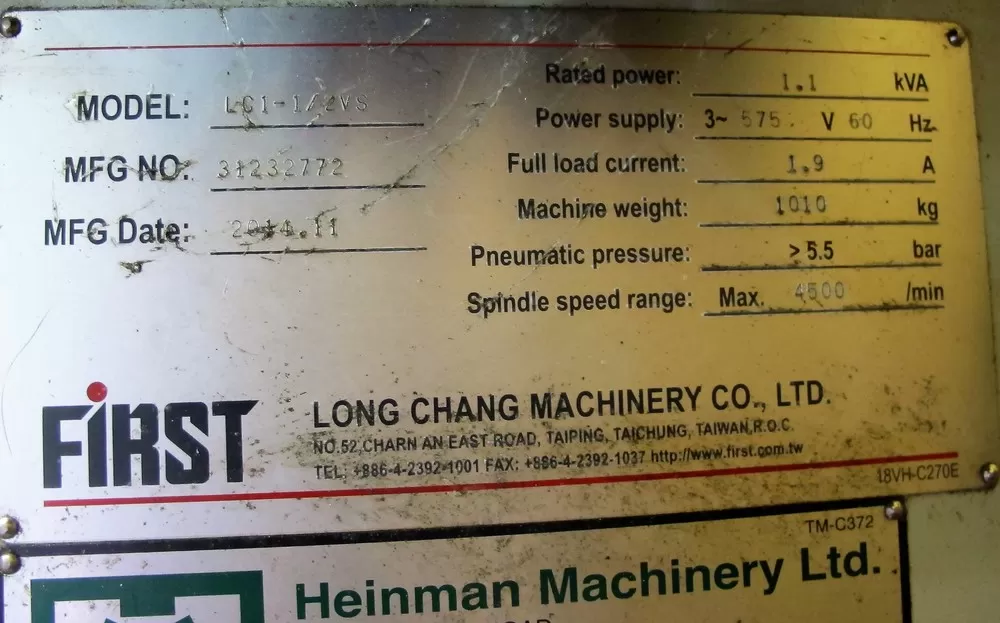 MODEL: LC1-1/2VS
MFG NO: 31232772
MFG Date: 2014.11
Rated power: 1.1 kVA
Power supply: 3~ 575. V 60 Hz
Full load current: 1.9 A
Machine weight: 1010 kg
Pneumatic pressure: > 5.5 bar
Spindle speed range: Max. 4500 /min
FiRST
LONG CHANG MACHINERY CO., LTD.
NO.52,CHARN AN EAST ROAD, TAIPING, TAICHUNG, TAIWAN,R.O.C.
TEL: +886-4-2392-1001 FAX: +886-4-2392-1037 http://www.first.com.tw
18VH-C270E
TM-C372
Heinman Machinery Ltd.